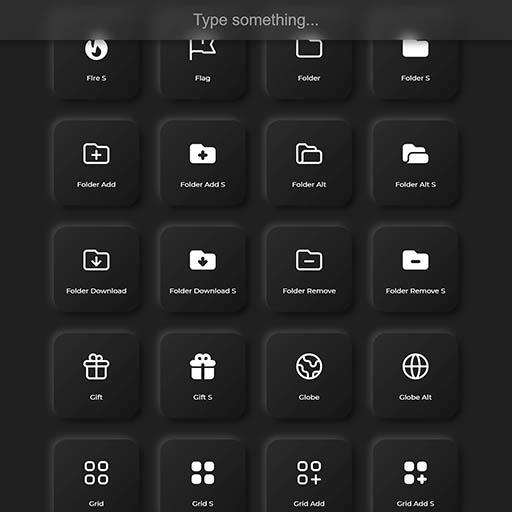 Type something...
Fire S
Flag
Folder
Folder S
Folder Add
Folder Add S
Folder Alt
Folder Alt S
Folder Download
Folder Download S
Folder Remove
Folder Remove S
Gift
Gift S
Globe
Globe Alt
Grid
Grid S
Grid Add
Grid Add S